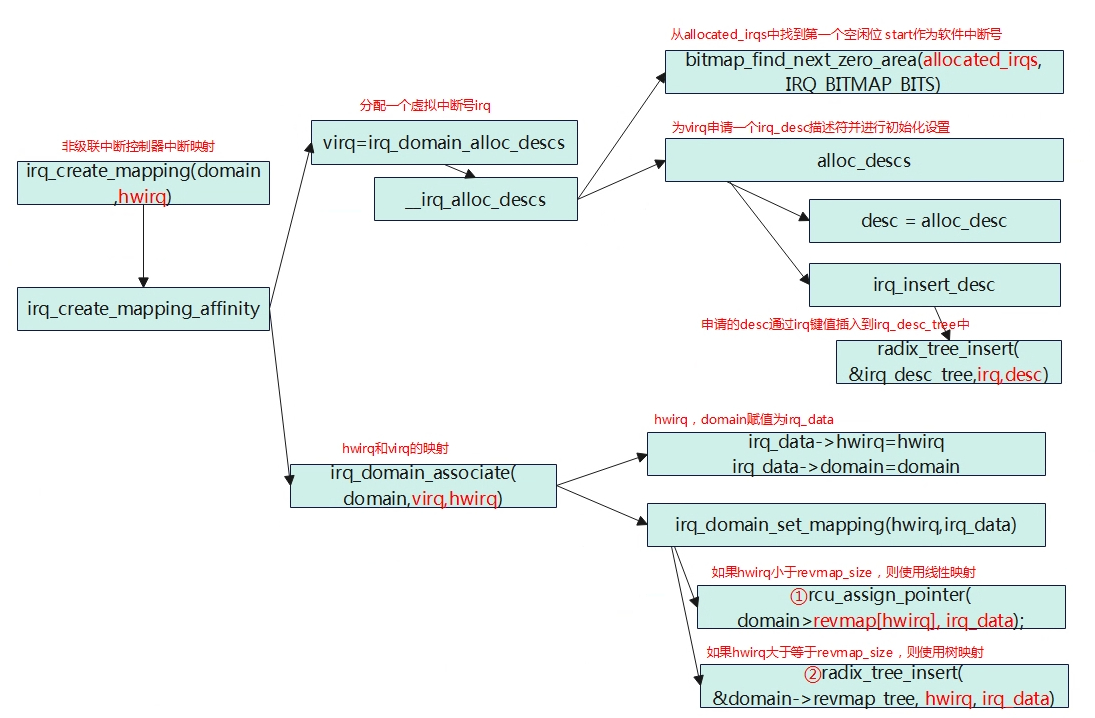 非级联中断控制器中断映射
irq_create_mapping(domain
,hwirq)
irq_create_mapping_affinity
分配一个虚拟中断号irq
virq=irq_domain_alloc_descs
__irq_alloc_descs
从allocated_irqs中找到第一个空闲位 start作为软件中断号
bitmap_find_next_zero_area(allocated_irqs,
IRQ_BITMAP_BITS)
为virq申请一个irq_desc描述符并进行初始化设置
alloc_descs
desc = alloc_desc
irq_insert_desc
申请的desc通过irq键值插入到irq_desc_tree中
radix_tree_insert(
&irq_desc_tree,irq,desc)
hwirq和virq的映射
irq_domain_associate(
domain,virq,hwirq)
hwirq，domain赋值为irq_data
irq_data->hwirq=hwirq
irq_data->domain=domain
irq_domain_set_mapping(hwirq,irq_data)
如果hwirq小于revmap_size，则使用线性映射
①rcu_assign_pointer(
domain>revmap[hwirq], irq_data);
如果hwirq大于等于revmap_size，则使用树映射
②radix_tree_insert(
&domain->revmap_tree, hwirq, irq_data)